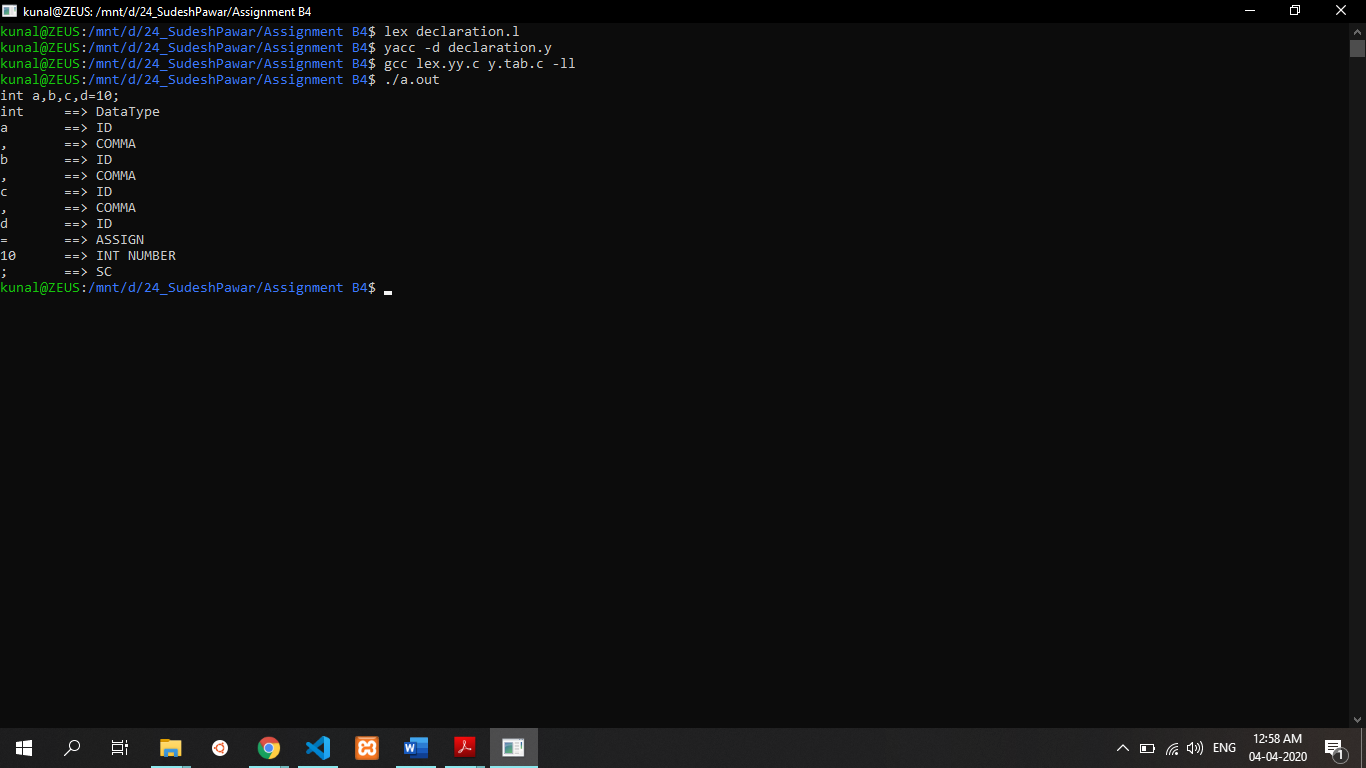 kunal@ZEUS: /mnt/d/24_SudeshPawar/Assignment B4
kunal@ZEUS:/mnt/d/24_SudeshPawar/Assignment B4$ lex declaration.l
kunal@ZEUS:/mnt/d/24_SudeshPawar/Assignment B4$ yacc -d declaration.y
kunal@ZEUS:/mnt/d/24_SudeshPawar/Assignment B4$ gcc lex.yy.c y.tab.c -ll
kunal@ZEUS:/mnt/d/24_SudeshPawar/Assignment B4$ ./a.out
int a,b,c,d=10;
int     ==> DataType
a       ==> ID
,       ==> COMMA
b       ==> ID
,       ==> COMMA
c       ==> ID
,       ==> COMMA
d       ==> ID
=       ==> ASSIGN
10      ==> INT NUMBER
;       ==> SC
kunal@ZEUS:/mnt/d/24_SudeshPawar/Assignment B4$
ENG
12:58 AM
04-04-2020
1